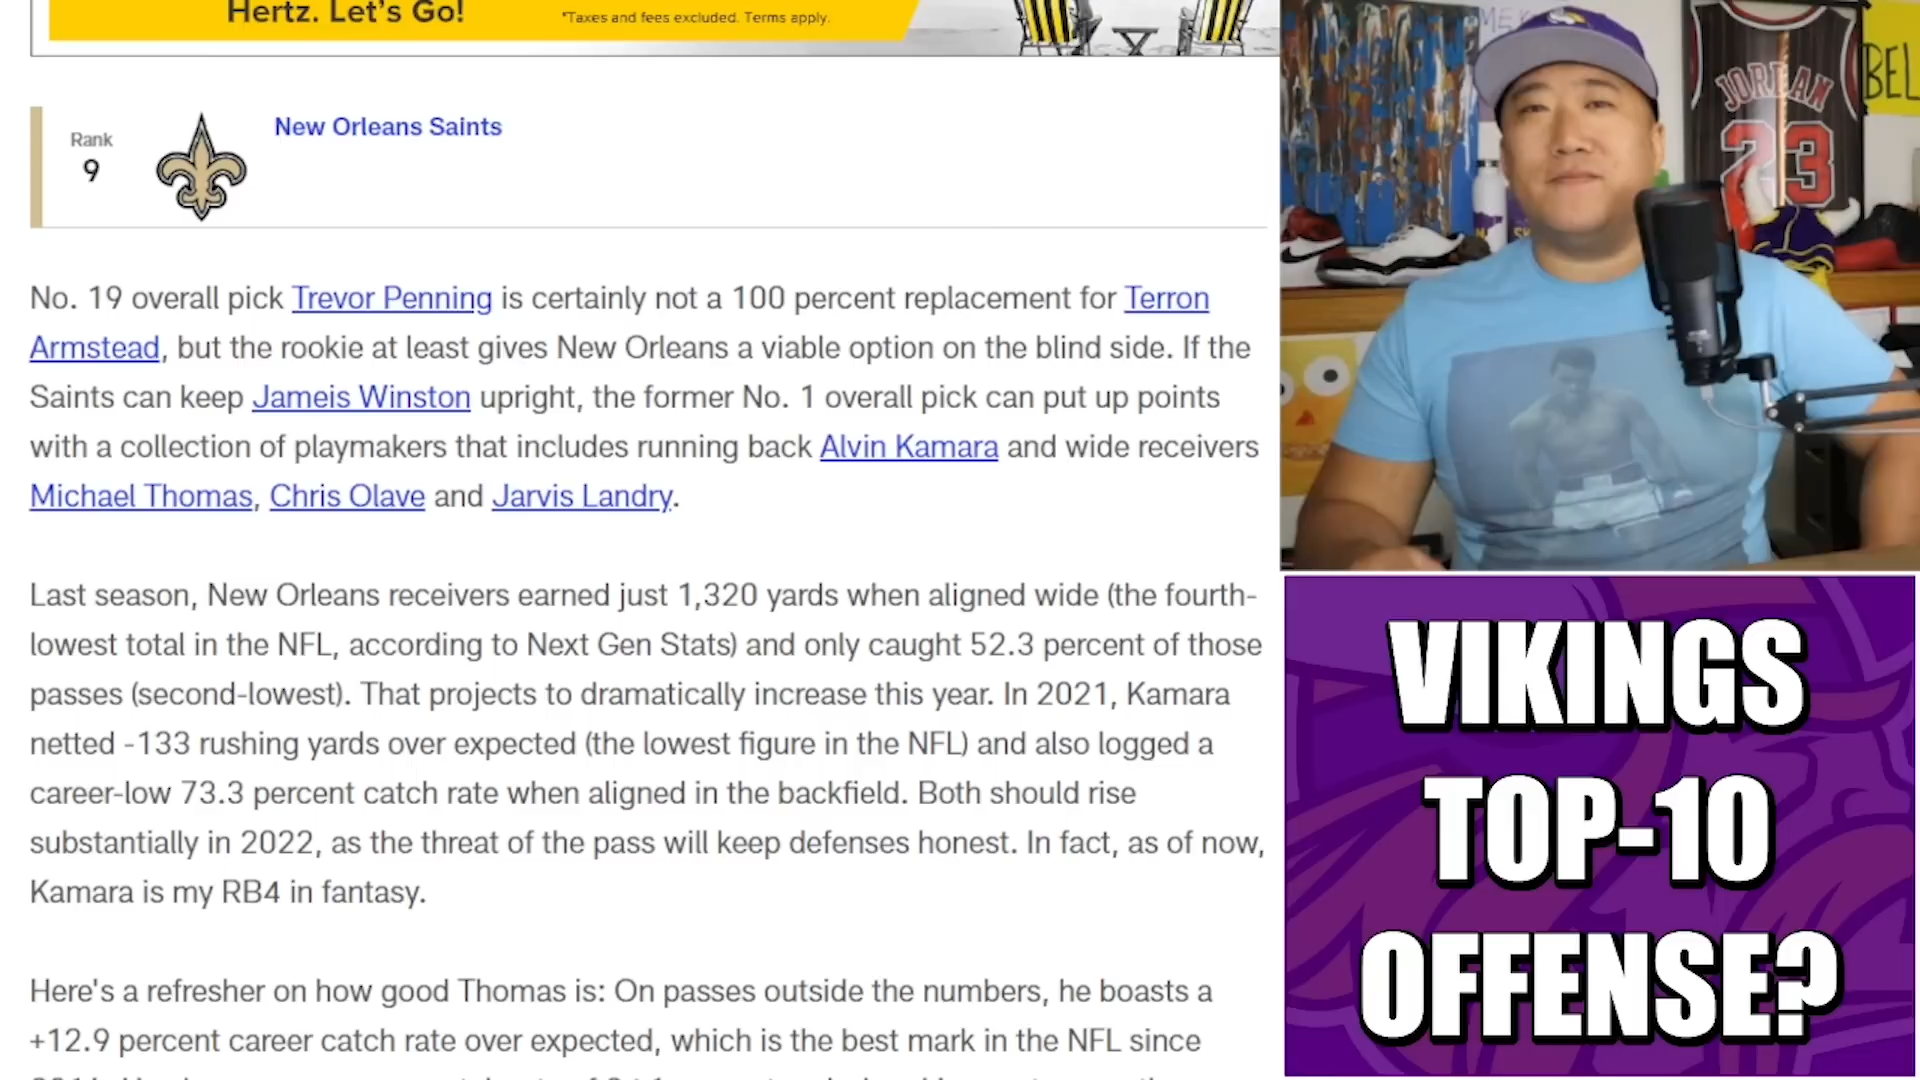 Hertz. Let's Go!
*Taxes and fees excluded. Terms apply.
Rank
9
New Orleans Saints
No. 19 overall pick Trevor Penning is certainly not a 100 percent replacement for Terron
Armstead, but the rookie at least gives New Orleans a viable option on the blind side. If the
Saints can keep Jameis Winston upright, the former No. 1 overall pick can put up points
with a collection of playmakers that includes running back Alvin Kamara and wide receivers
Michael Thomas, Chris Olave and Jarvis Landry.
Last season, New Orleans receivers earned just 1,320 yards when aligned wide (the fourth-
lowest total in the NFL, according to Next Gen Stats) and only caught 52.3 percent of those
passes (second-lowest). That projects to dramatically increase this year. In 2021, Kamara
netted -133 rushing yards over expected (the lowest figure in the NFL) and also logged a
career-low 73.3 percent catch rate when aligned in the backfield. Both should rise
substantially in 2022, as the threat of the pass will keep defenses honest. In fact, as of now,
Kamara is my RB4 in fantasy.
Here's a refresher on how good Thomas is: On passes outside the numbers, he boasts a
+12.9 percent career catch rate over expected, which is the best mark in the NFL since
JORDAN
23
BEL
VIKINGS
TOP-10
OFFENSE?